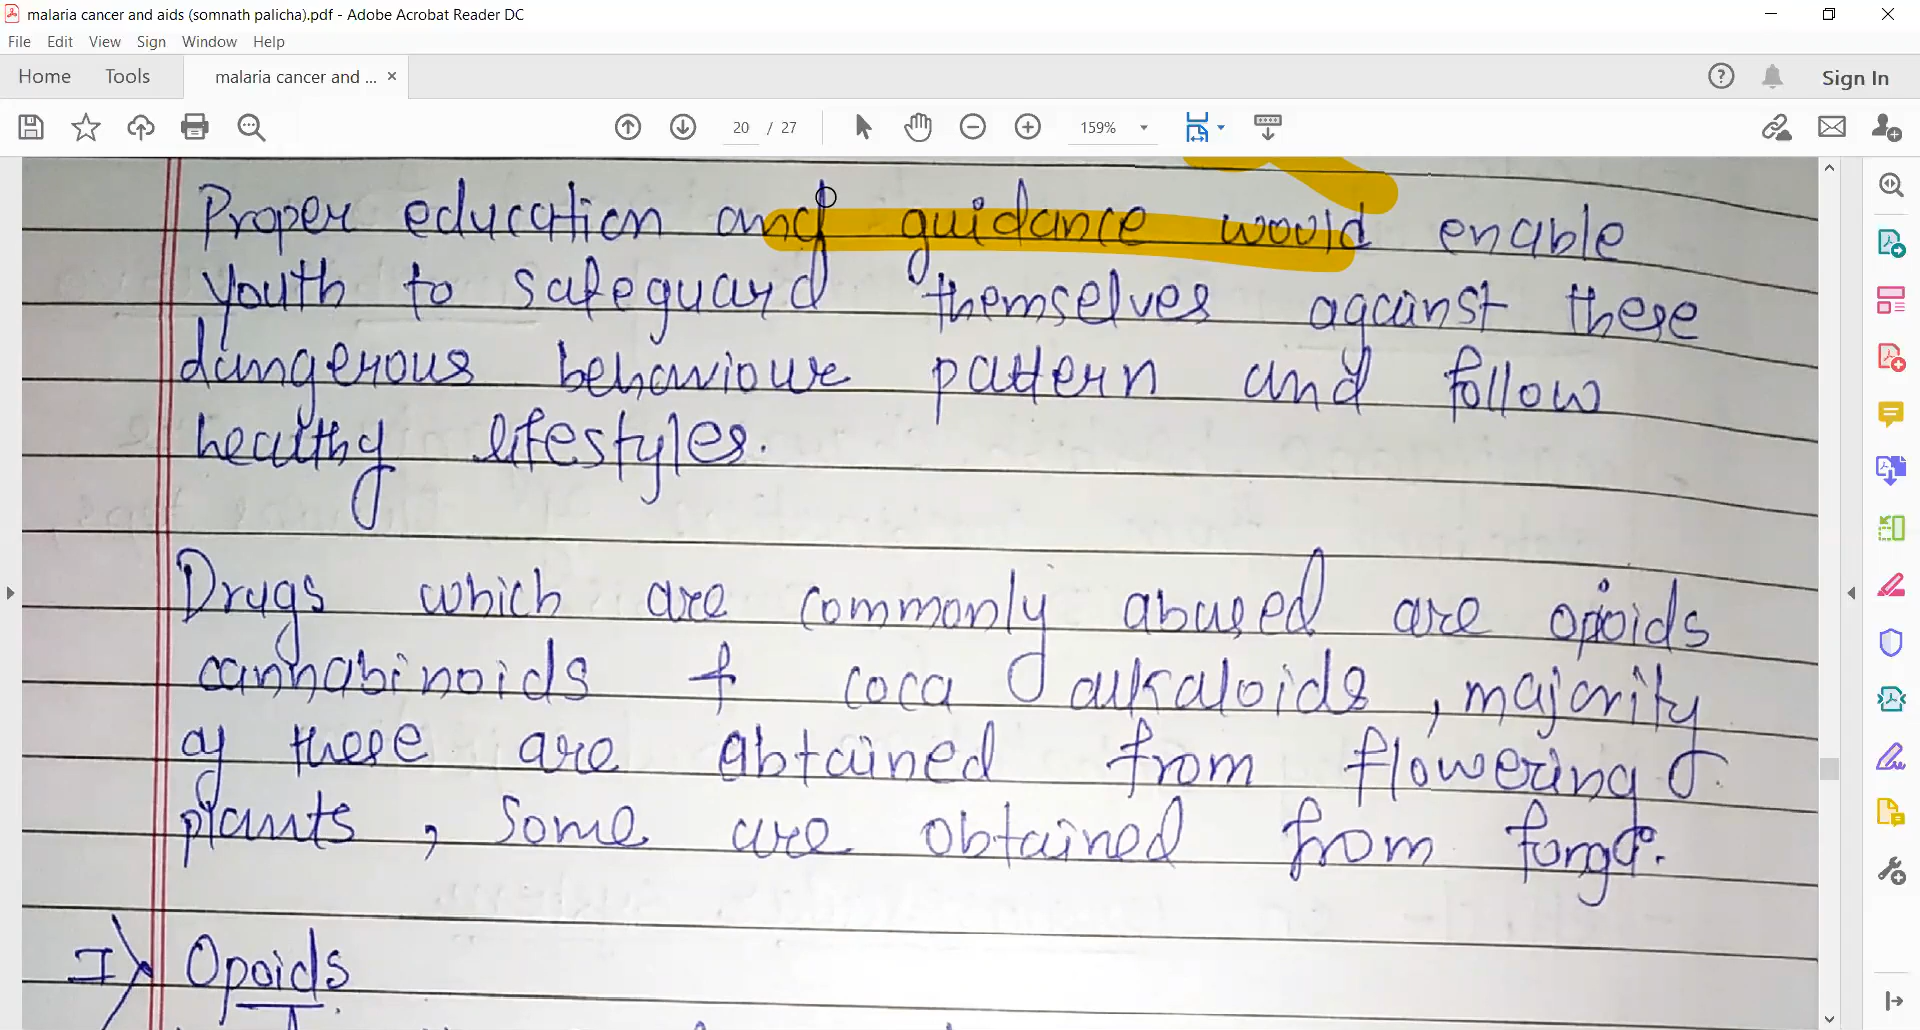 malaria cancer and aids (somnath palicha).pdf - Adobe Acrobat Reader DC
File Edit View Sign Window Help
Home Tools malaria cancer and ... × Sign In
20 / 27 159%
Proper education and guidance would enable
youth to safeguard themselves against these
dangerous behaviour pattern and follow
healthy lifestyles.
Drugs which are commonly abused are opioids
cannabinoids & coca alkaloids, majority
of these are obtained from flowering
plants, some are obtained from
I> Opoids